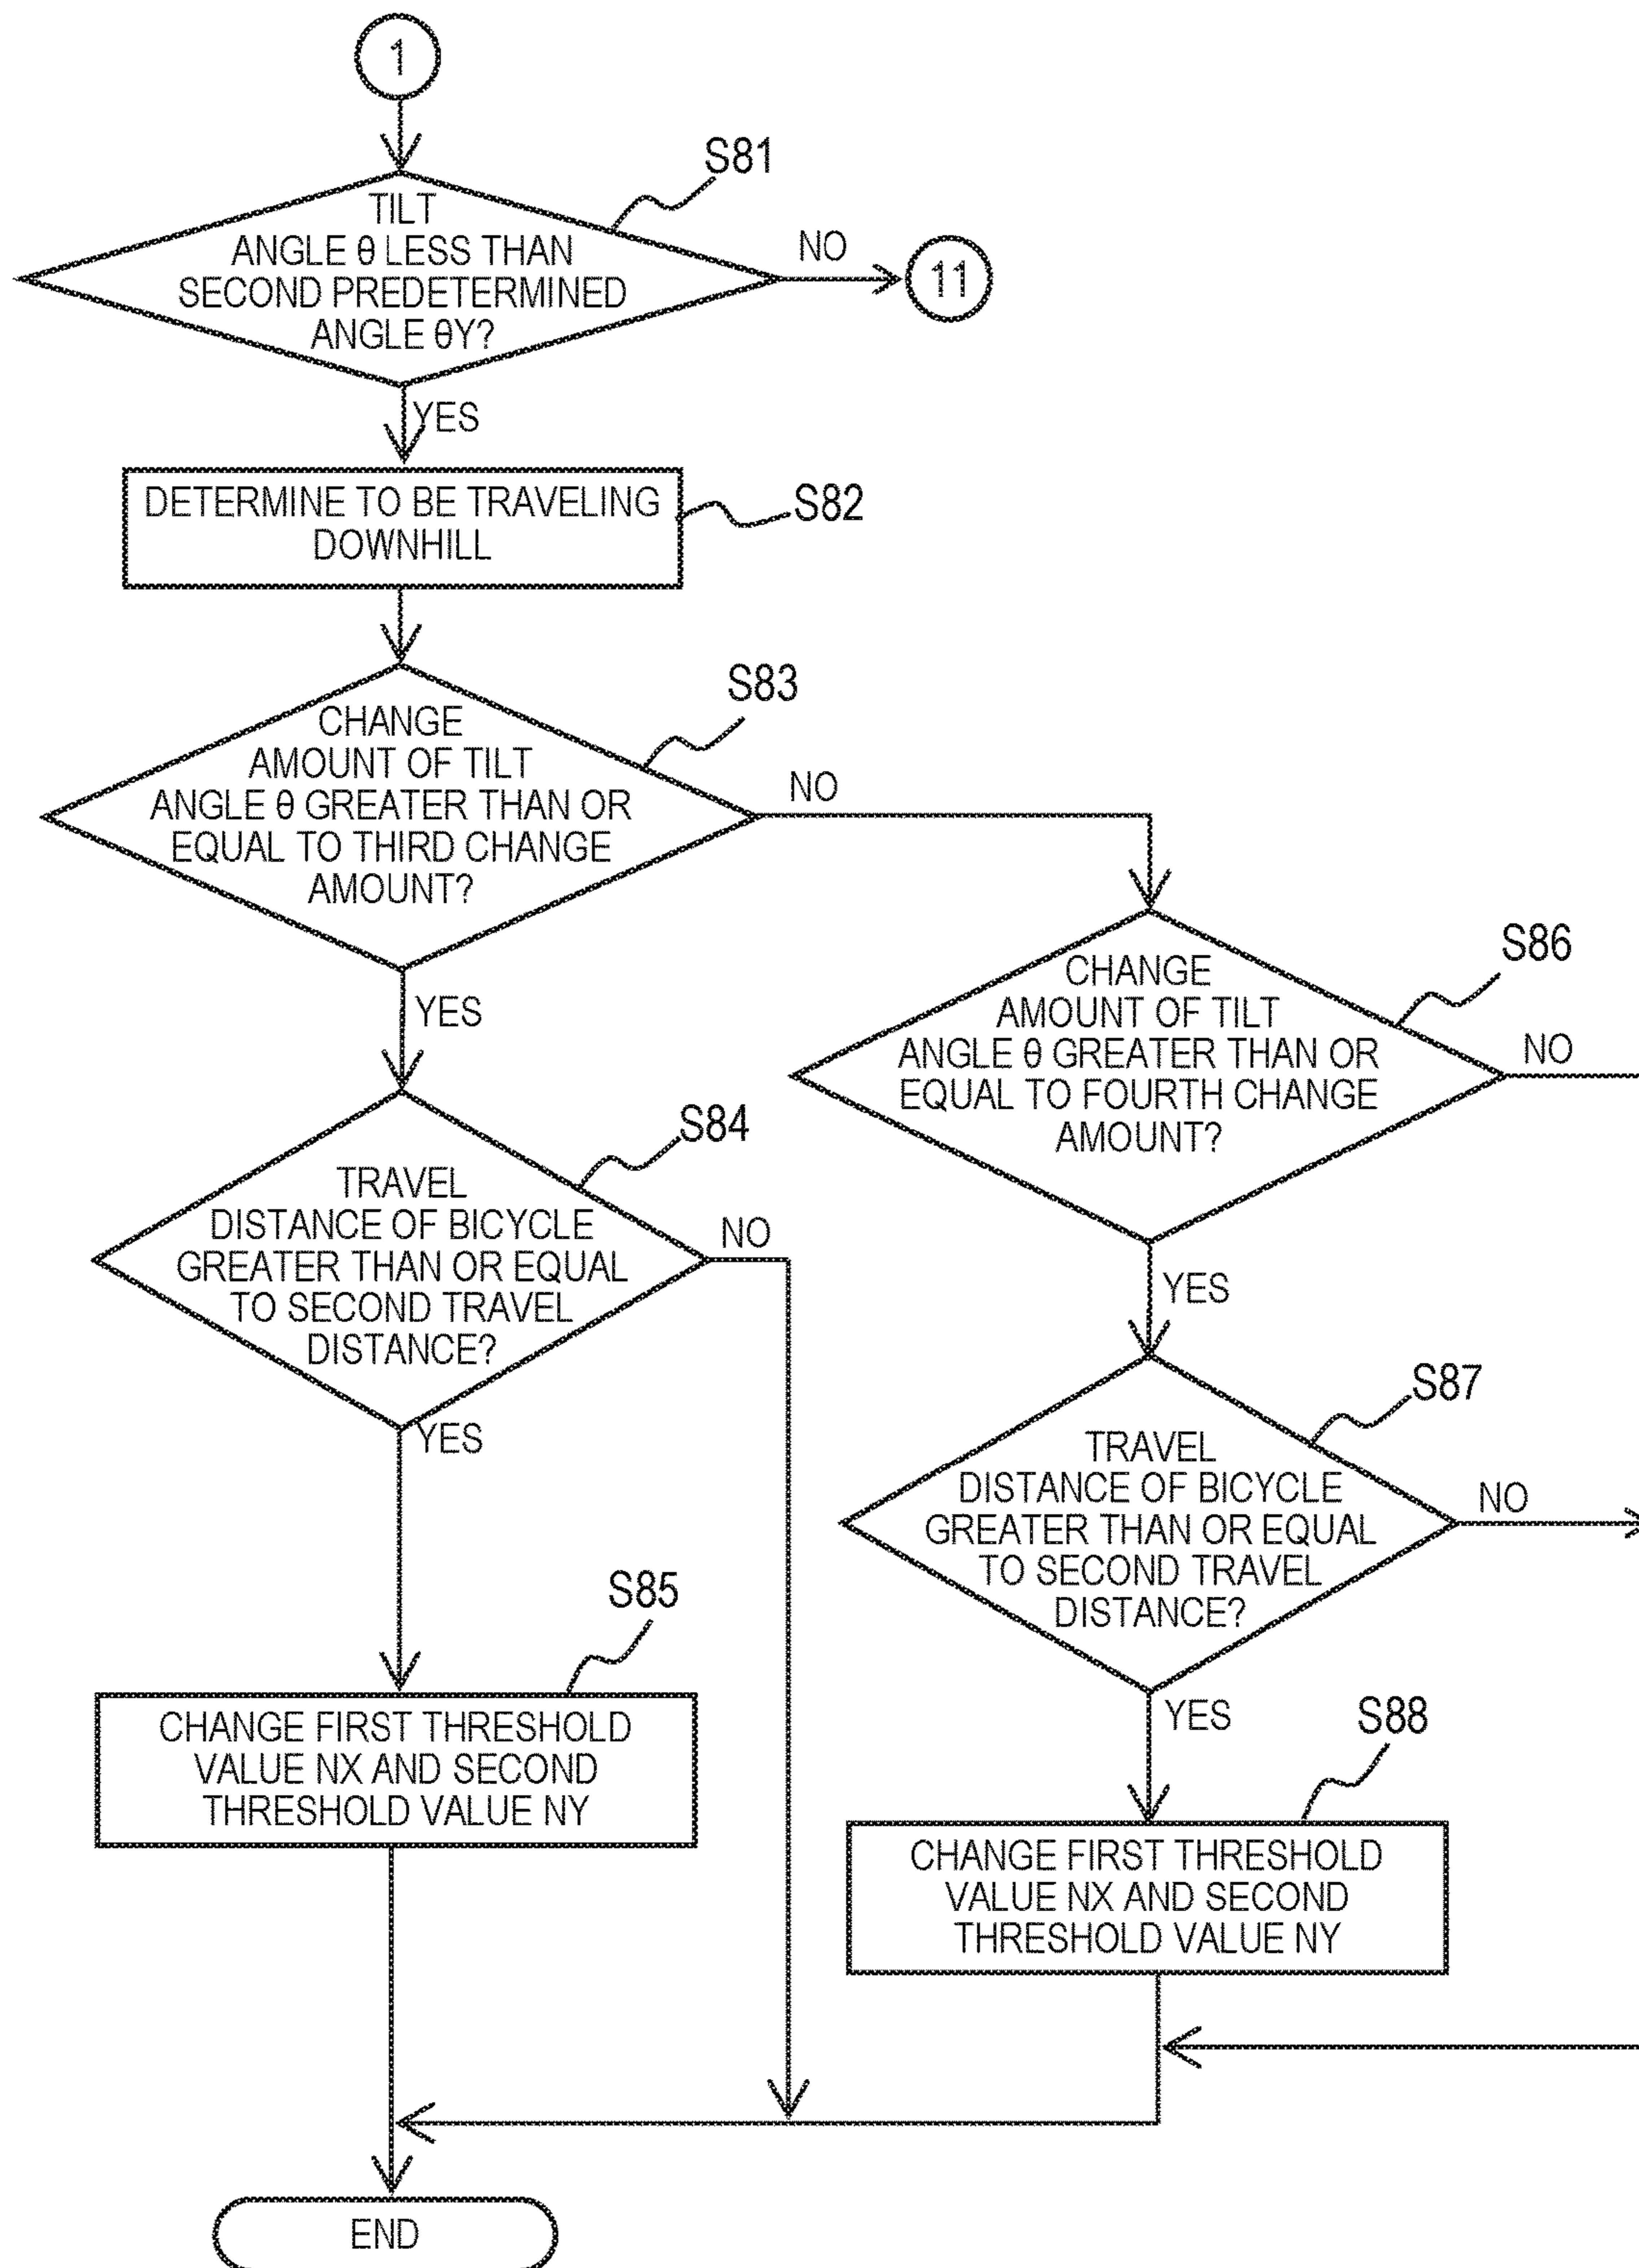 1
S81
TILT
ANGLE θ LESS THAN
SECOND PREDETERMINED
ANGLE θY?
NO
11
YES
S82
DETERMINE TO BE TRAVELING
DOWNHILL
S83
CHANGE
AMOUNT OF TILT
ANGLE θ GREATER THAN OR
EQUAL TO THIRD CHANGE
AMOUNT?
NO
YES
S86
CHANGE
AMOUNT OF TILT
ANGLE θ GREATER THAN OR
EQUAL TO FOURTH CHANGE
AMOUNT?
NO
YES
S84
TRAVEL
DISTANCE OF BICYCLE
GREATER THAN OR EQUAL
TO SECOND TRAVEL
DISTANCE?
NO
YES
S87
TRAVEL
DISTANCE OF BICYCLE
GREATER THAN OR EQUAL
TO SECOND TRAVEL
DISTANCE?
NO
YES
S85
CHANGE FIRST THRESHOLD
VALUE NX AND SECOND
THRESHOLD VALUE NY
S88
CHANGE FIRST THRESHOLD
VALUE NX AND SECOND
THRESHOLD VALUE NY
END